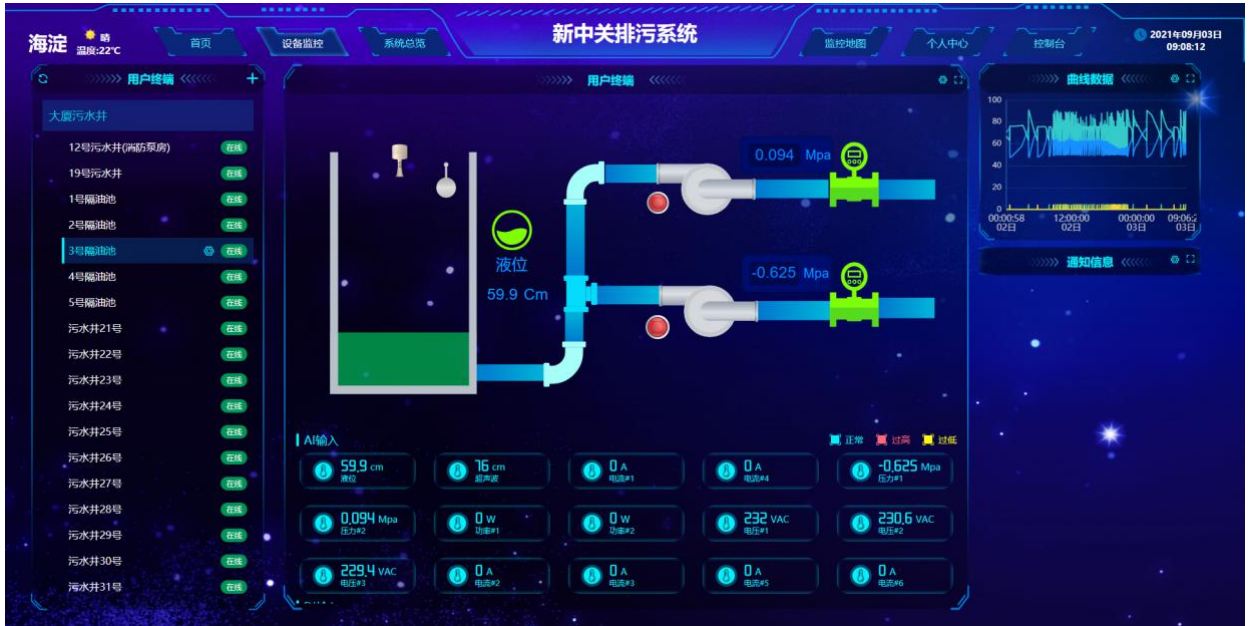 海淀
晴
温度:22℃
首页
设备监控
系统总览
新中关排污系统
监控地图
个人中心
控制台
2021年09月03日
09:08:12
用户终端
大厦污水井
12号污水井(消防泵房) 在线
19号污水井 在线
1号隔油池 在线
2号隔油池 在线
3号隔油池 在线
4号隔油池 在线
5号隔油池 在线
污水井21号 在线
污水井22号 在线
污水井23号 在线
污水井24号 在线
污水井25号 在线
污水井26号 在线
污水井27号 在线
污水井28号 在线
污水井29号 在线
污水井30号 在线
污水井31号 在线
用户终端
0.094 Mpa
液位
59.9 Cm
-0.625 Mpa
AI输入
正常 过高 过低
59.9 cm
液位
76 cm
超声波
0 A
电流#1
0 A
电流#4
-0.625 Mpa
压力#1
0.094 Mpa
压力#2
0 W
功率#1
0 W
功率#2
232 VAC
电压#1
230.6 VAC
电压#2
229.4 VAC
电压#3
0 A
电流#2
0 A
电流#3
0 A
电流#5
0 A
电流#6
曲线数据
100
80
60
40
20
0
00:00:58 12:00:00 00:00:00 09:06:2
02日 02日 03日 03日
通知信息